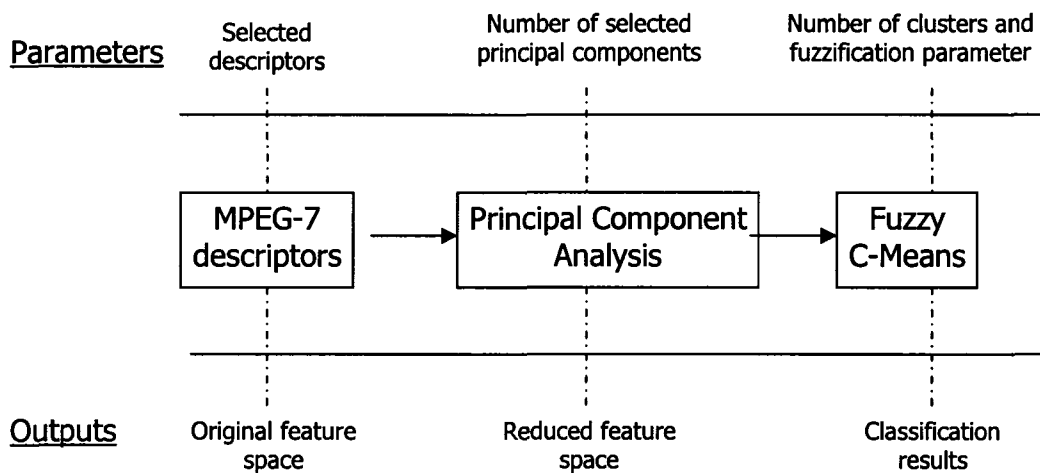 Parameters
Selected
descriptors
Number of selected
principal components
Number of clusters and
fuzzification parameter
MPEG-7
descriptors
Principal Component
Analysis
Fuzzy
C-Means
Outputs
Original feature
space
Reduced feature
space
Classification
results